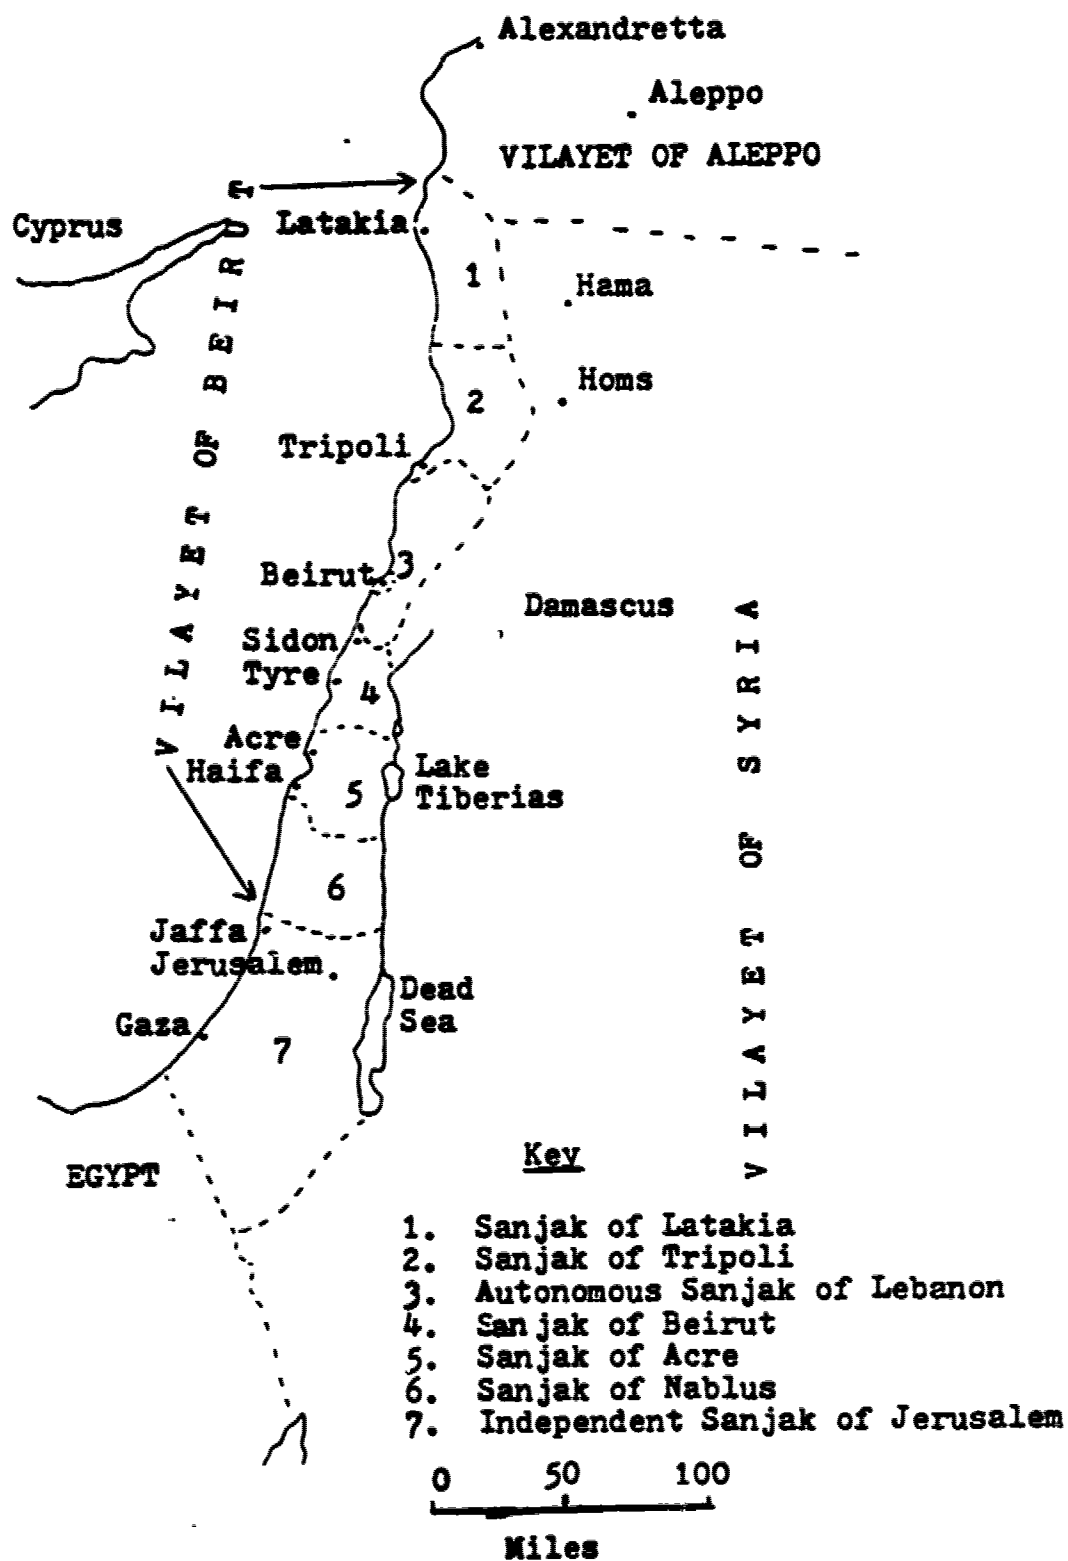 Alexandretta
Aleppo
VILAYET OF ALEPPO
VILAYET OF BEIRUT
Cyprus
Latakia
1
Hama
Homs
2
Tripoli
3
Beirut
Damascus
Sidon
Tyre
4
Acre
Haifa
Lake
Tiberias
5
6
VILAYET OF SYRIA
Jaffa
Jerusalem
Dead
Sea
Gaza
7
EGYPT
Key
1. Sanjak of Latakia
2. Sanjak of Tripoli
3. Autonomous Sanjak of Lebanon
4. Sanjak of Beirut
5. Sanjak of Acre
6. Sanjak of Nablus
7. Independent Sanjak of Jerusalem
0 50 100
Miles